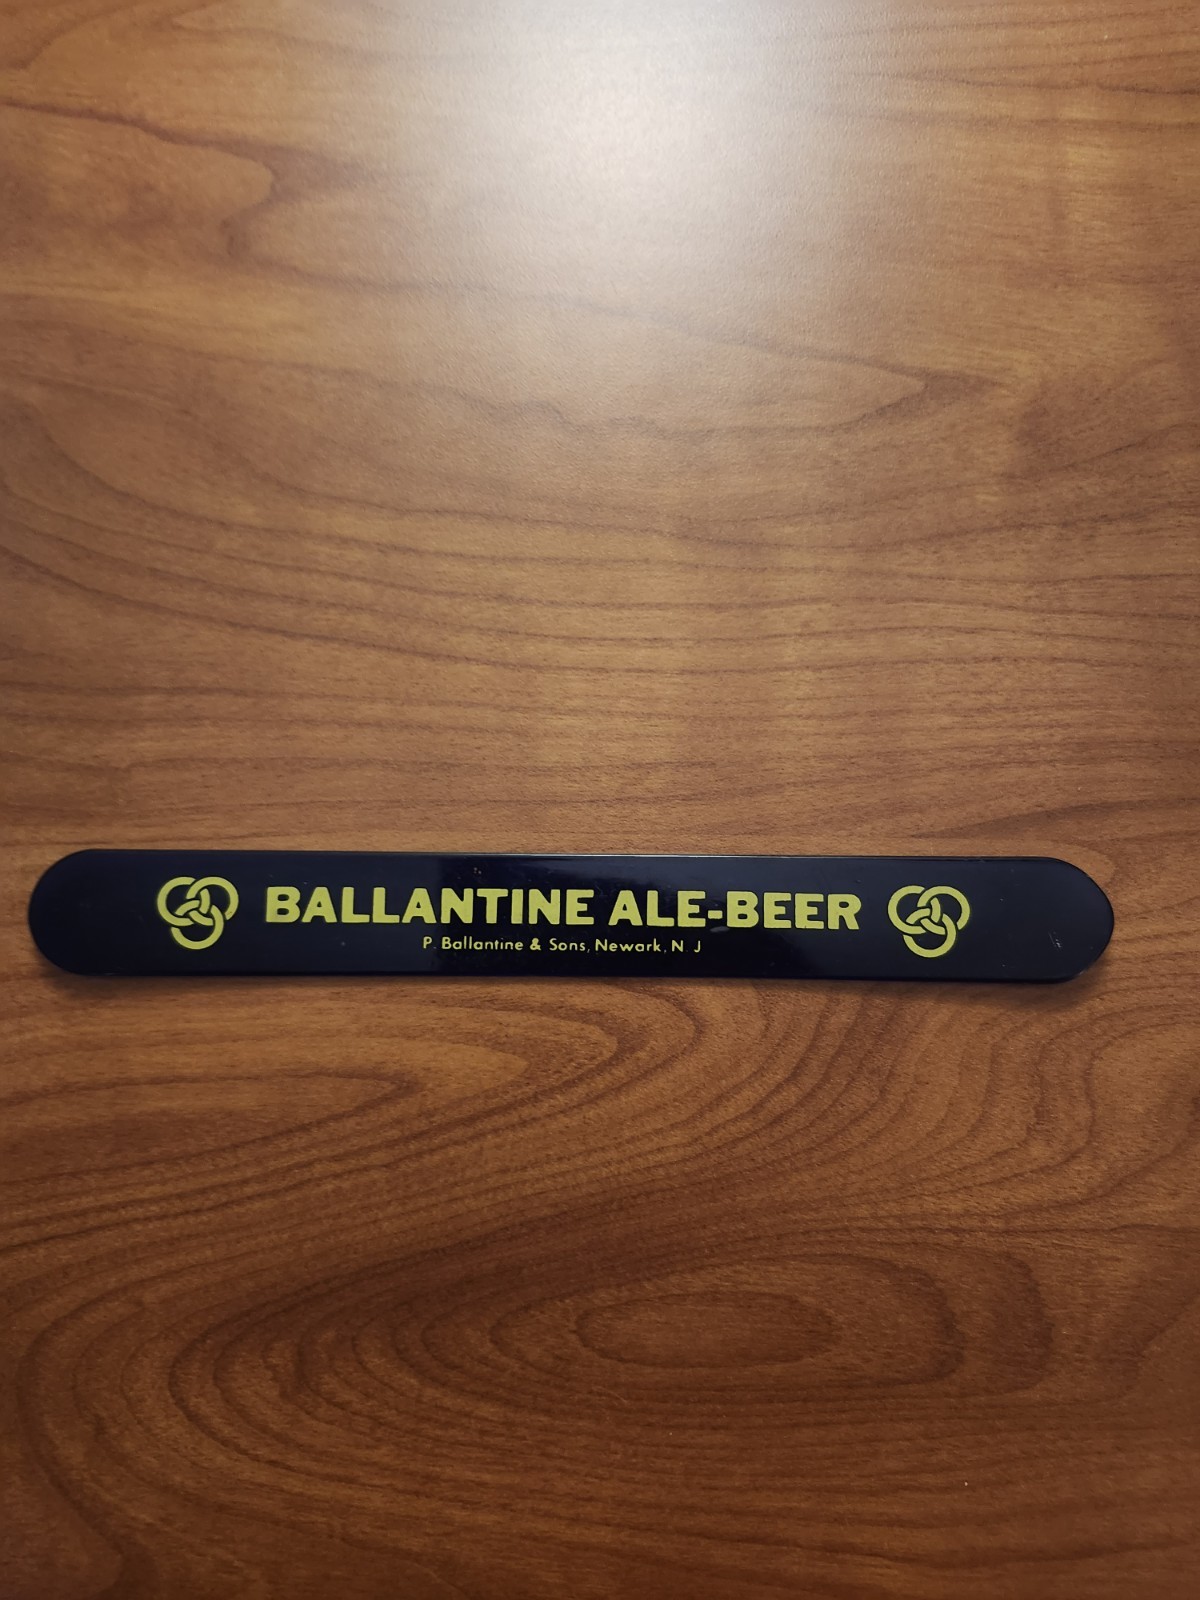 BALLANTINE ALE-BEER
P. Ballantine & Sons, Newark, N. J